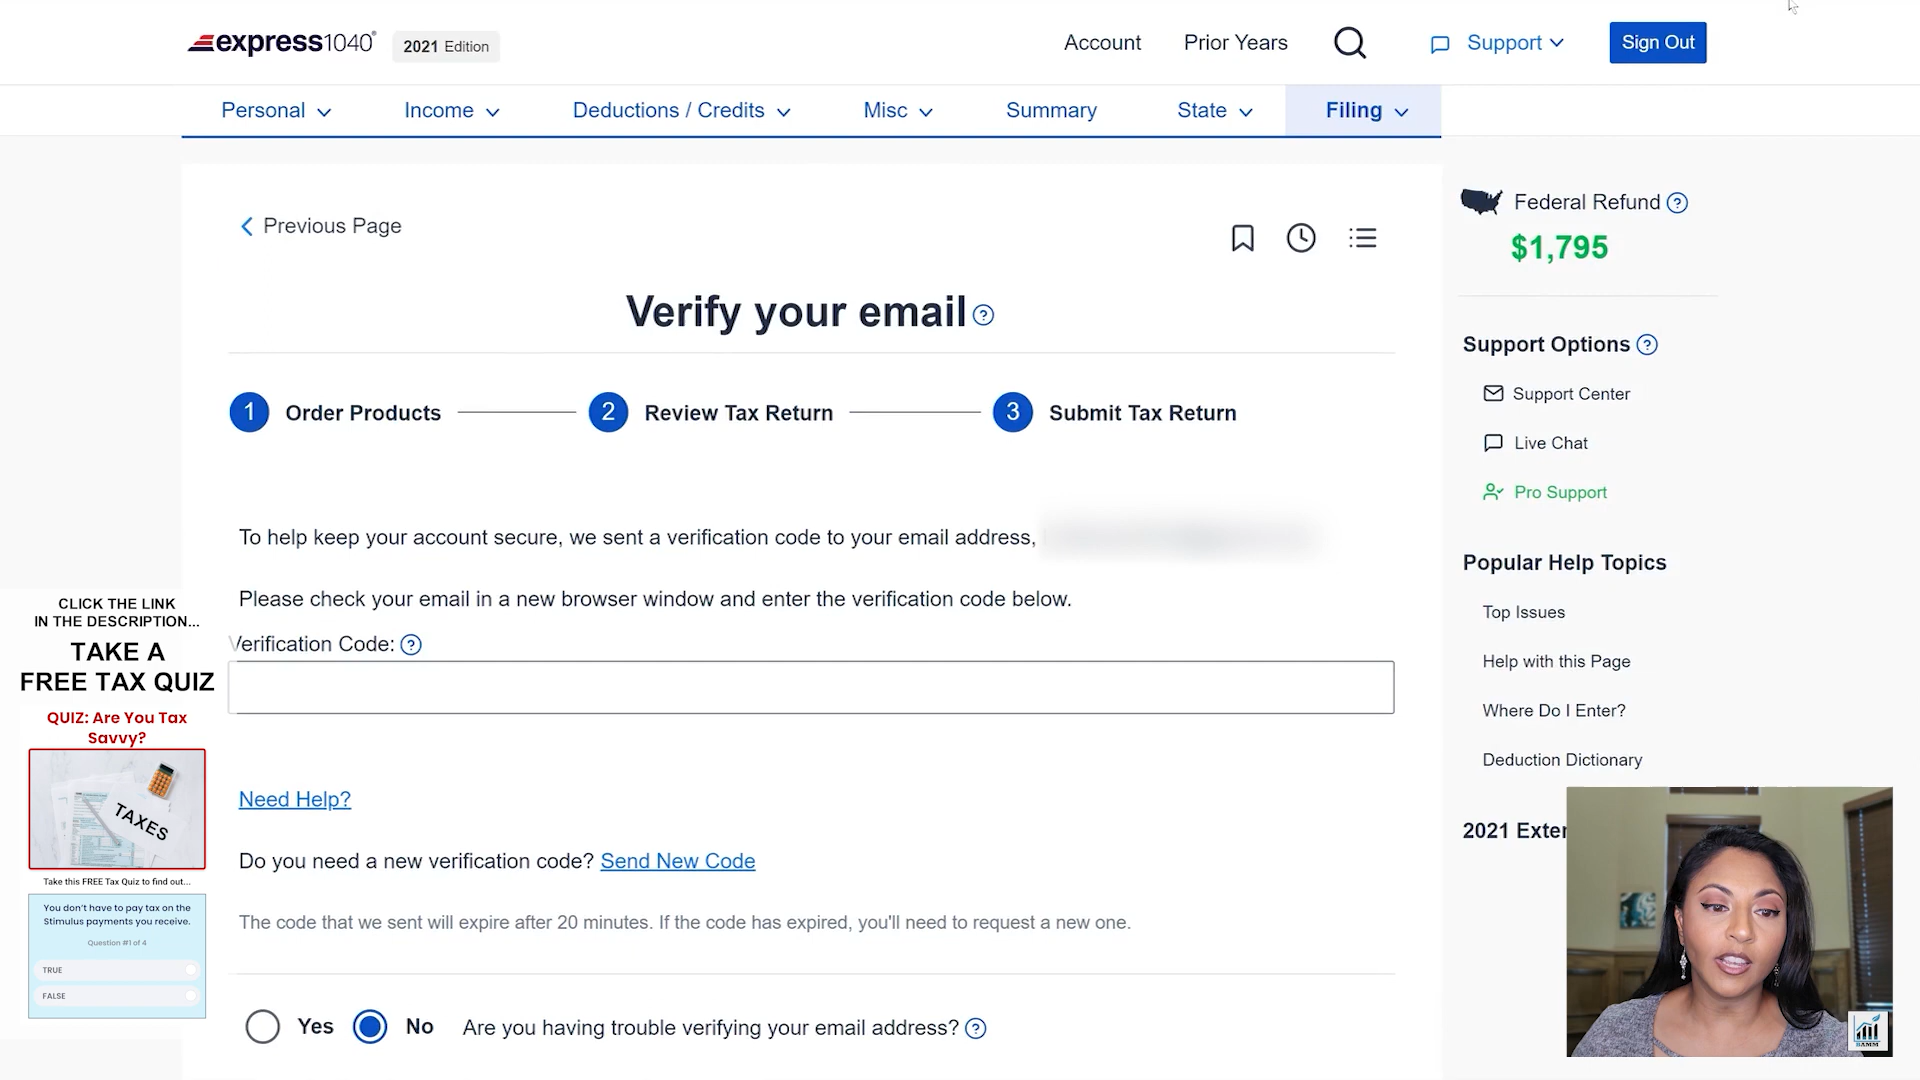 express1040®
2021 Edition
Account
Prior Years
Support
Sign Out
Personal
Income
Deductions / Credits
Misc
Summary
State
Filing
Previous Page
Verify your email ?
1 Order Products
2 Review Tax Return
3 Submit Tax Return
To help keep your account secure, we sent a verification code to your email address,
Please check your email in a new browser window and enter the verification code below.
Verification Code: ?
Need Help?
Do you need a new verification code? Send New Code
The code that we sent will expire after 20 minutes. If the code has expired, you'll need to request a new one.
Yes
No
Are you having trouble verifying your email address? ?
Federal Refund ?
$1,795
Support Options ?
Support Center
Live Chat
Pro Support
Popular Help Topics
Top Issues
Help with this Page
Where Do I Enter?
Deduction Dictionary
2021 Exter
CLICK THE LINK
IN THE DESCRIPTION...
TAKE A
FREE TAX QUIZ
QUIZ: Are You Tax
Savvy?
TAXES
Take this FREE Tax Quiz to find out...
You don't have to pay tax on the
Stimulus payments you receive.
Question #1 of 4
TRUE
FALSE